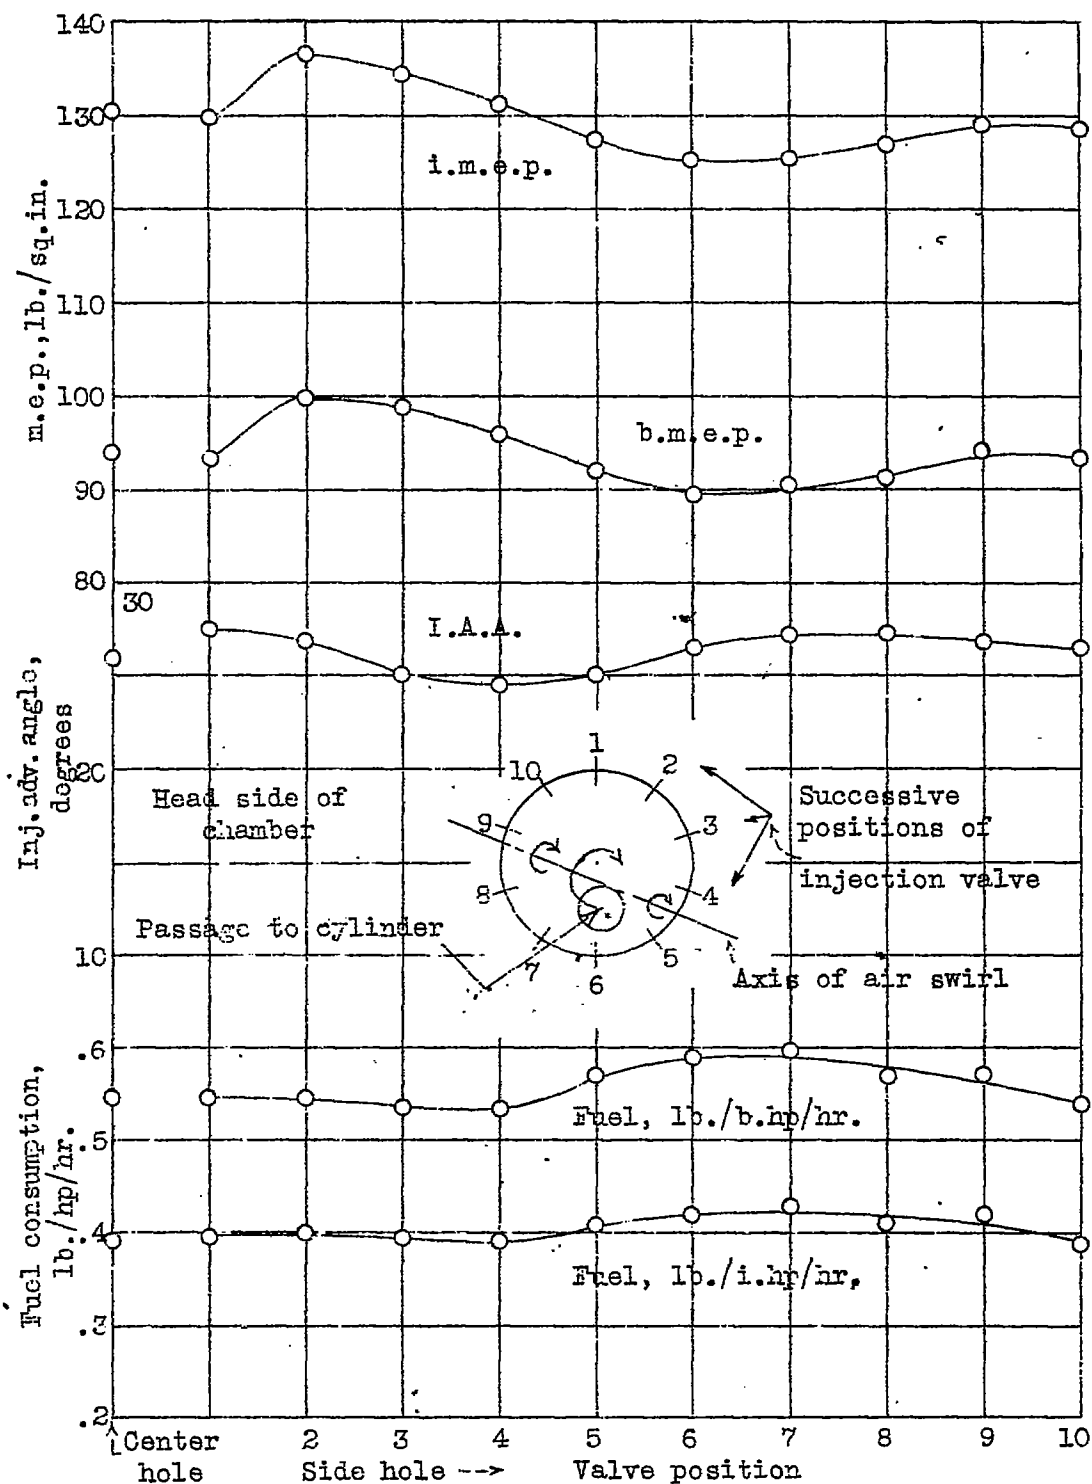 140
130
120
110
100
90
80
m.e.p., lb./sq.in.
i.m.e.p.
b.m.e.p.
30
I.A.A.
20
10
Inj. adv. angle,
degrees
Head side of
chamber
Passage to cylinder
1
2
3
4
5
6
7
8
9
10
Successive
positions of
injection valve
Axis of air swirl
.6
.5
.4
.3
.2
Fuel consumption,
lb./hp/hr.
Fuel, lb./b.hp/hr.
Fuel, lb./i.hp/hr.
Center
hole
2 3 4 5 6 7 8 9 10
Side hole --> Valve position